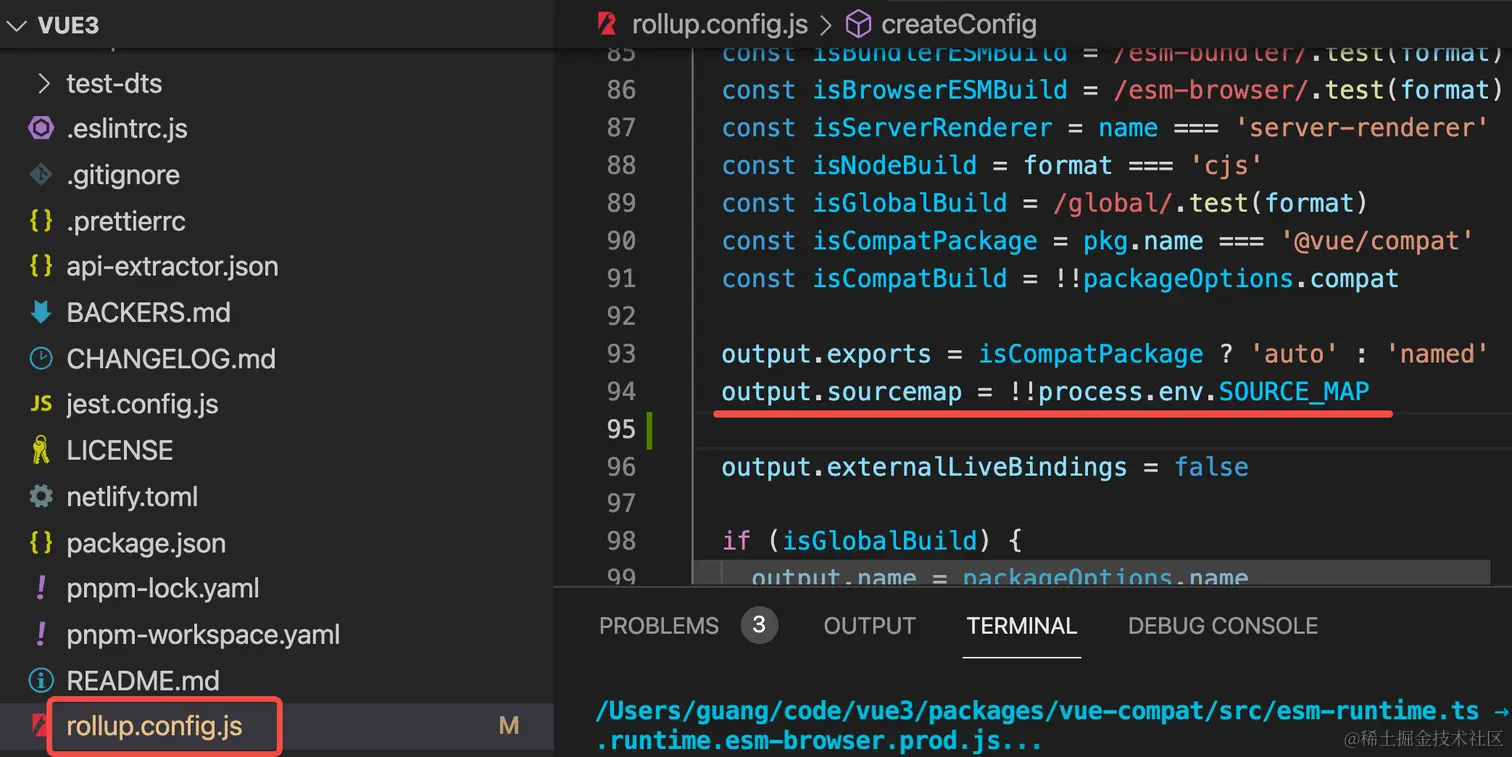 VUE3
test-dts
.eslintrc.js
.gitignore
.prettierrc
api-extractor.json
BACKERS.md
CHANGELOG.md
JS jest.config.js
LICENSE
netlify.toml
package.json
pnpm-lock.yaml
pnpm-workspace.yaml
README.md
rollup.config.js M
rollup.config.js > createConfig
85 const isBundlerESMBuild = /esm-bundler/.test(format)
86 const isBrowserESMBuild = /esm-browser/.test(format)
87 const isServerRenderer = name === 'server-renderer'
88 const isNodeBuild = format === 'cjs'
89 const isGlobalBuild = /global/.test(format)
90 const isCompatPackage = pkg.name === '@vue/compat'
91 const isCompatBuild = !!packageOptions.compat
92
93 output.exports = isCompatPackage ? 'auto' : 'named'
94 output.sourcemap = !!process.env.SOURCE_MAP
95
96 output.externalLiveBindings = false
97
98 if (isGlobalBuild) {
99 output.name = packageOptions.name
PROBLEMS 3 OUTPUT TERMINAL DEBUG CONSOLE
/Users/guang/code/vue3/packages/vue-compat/src/esm-runtime.ts →
.runtime.esm-browser.prod.js...
@稀土掘金技术社区